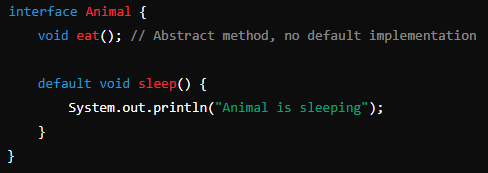 interface Animal {
    void eat(); // Abstract method, no default implementation

    default void sleep() {
        System.out.println("Animal is sleeping");
    }
}